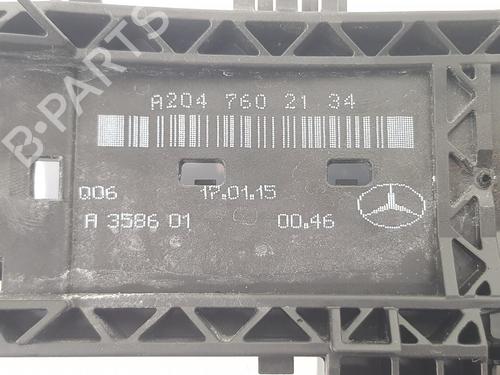 B-PARTS
A204 760 21 34
Q06 17.01.15
A 3586 01 00.46